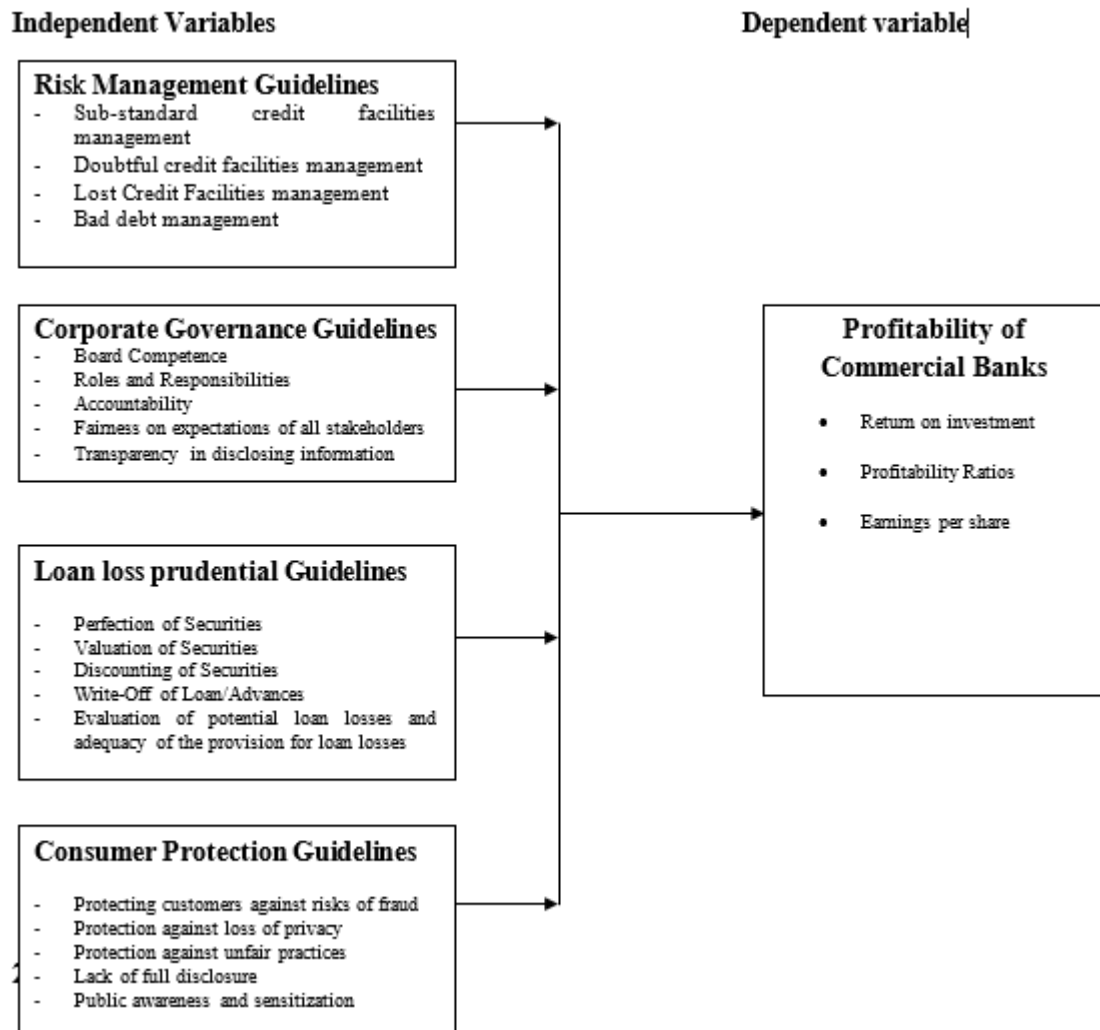 Independent Variables
Dependent variable
Risk Management Guidelines
- Sub-standard credit facilities
management
- Doubtful credit facilities management
- Lost Credit Facilities management
- Bad debt management
Corporate Governance Guidelines
- Board Competence
- Roles and Responsibilities
- Accountability
- Fairness on expectations of all stakeholders
- Transparency in disclosing information
Profitability of
Commercial Banks
• Return on investment
• Profitability Ratios
• Earnings per share
Loan loss prudential Guidelines
- Perfection of Securities
- Valuation of Securities
- Discounting of Securities
- Write-Off of Loan/Advances
- Evaluation of potential loan losses and
adequacy of the provision for loan losses
Consumer Protection Guidelines
- Protecting customers against risks of fraud
- Protection against loss of privacy
- Protection against unfair practices
- Lack of full disclosure
- Public awareness and sensitization